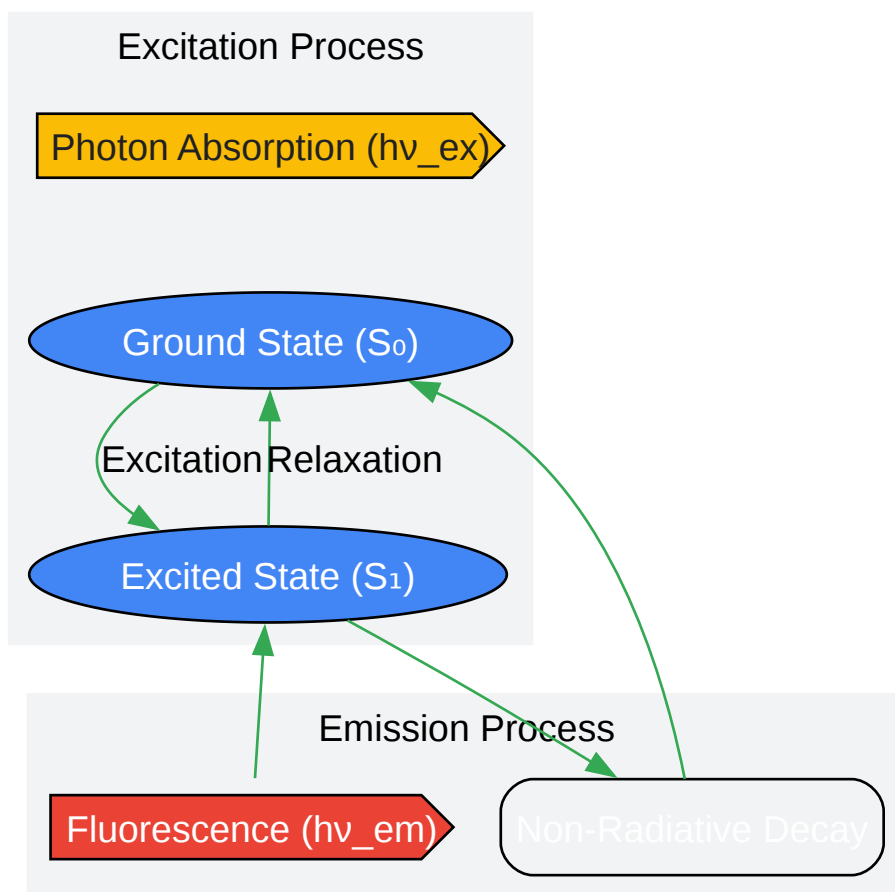 Excitation Process
Photon Absorption (hν_ex)
Ground State (S₀)
Excitation
Relaxation
Excited State (S₁)
Emission Process
Fluorescence (hν_em)
Non-Radiative Decay